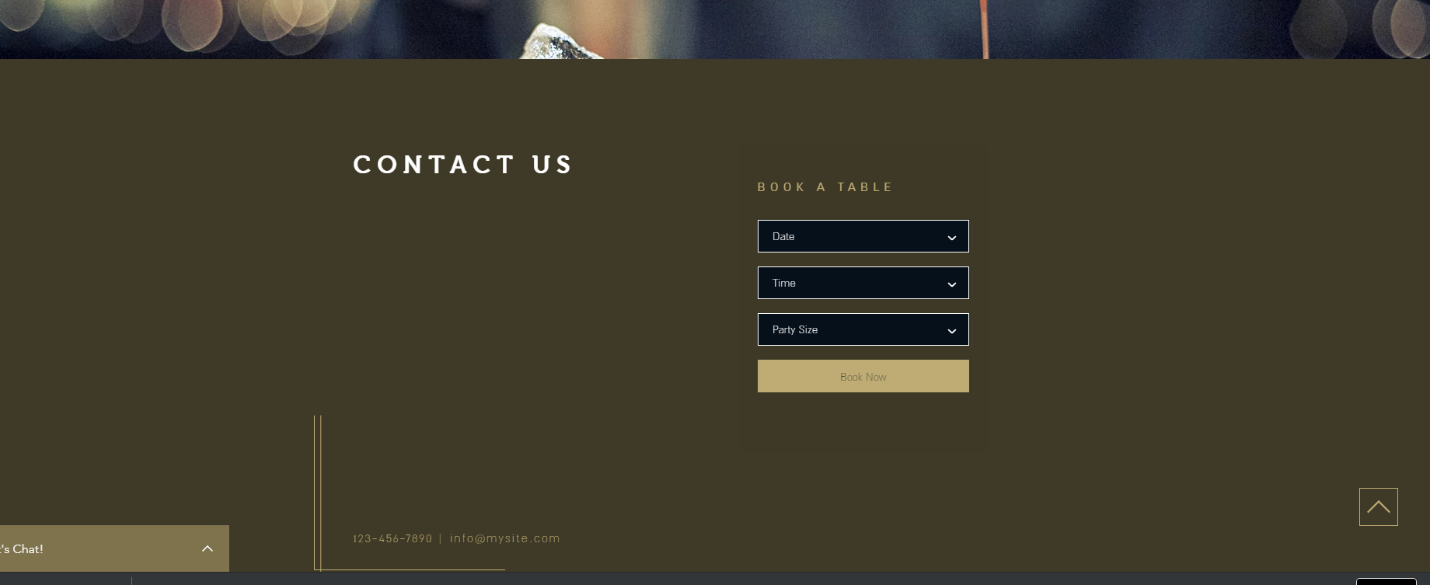 CONTACT US
BOOK A TABLE
Date
Time
Party Size
Book Now
123-456-7890 | info@mysite.com
's Chat!